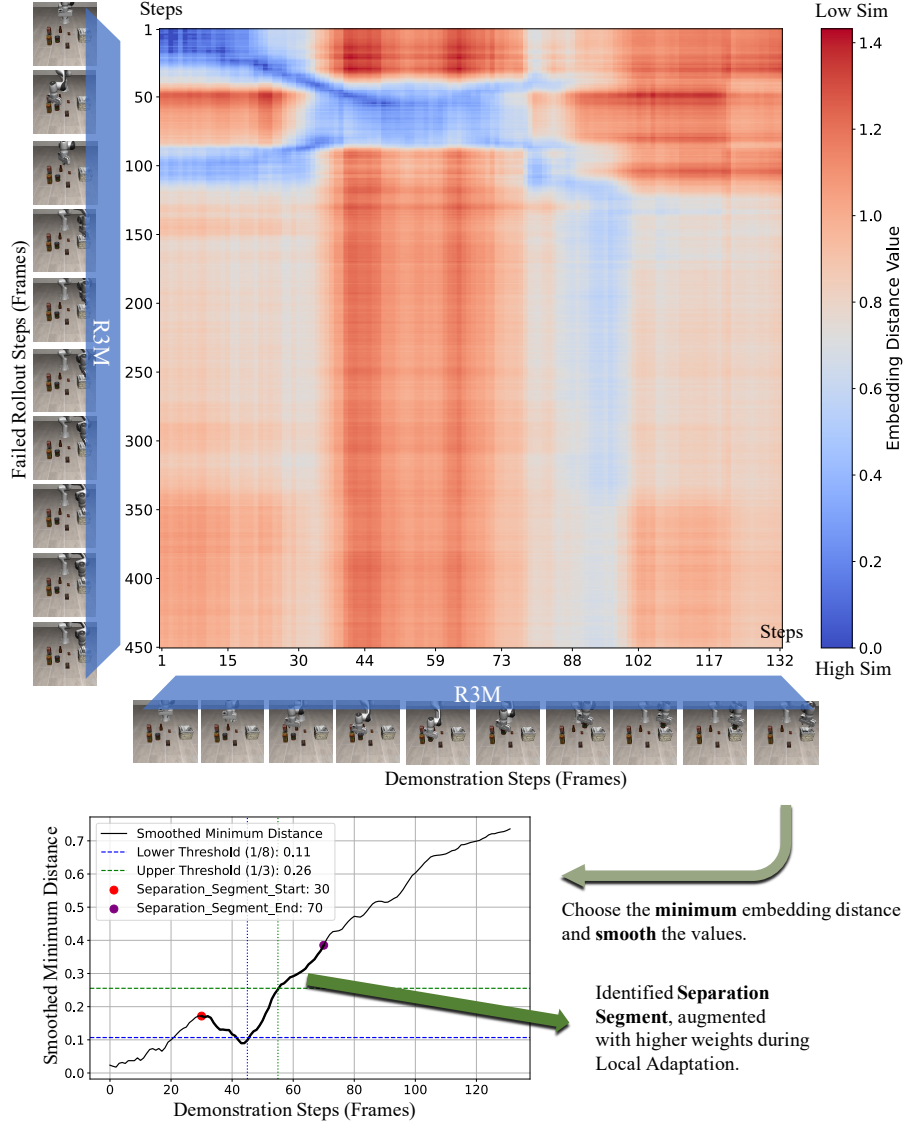 Steps
Low Sim
1
50
100
150
200
250
300
350
400
450
Failed Rollout Steps (Frames)
R3M
Steps
1 15 30 44 59 73 88 102 117 132
1.4
1.2
1.0
0.8
0.6
0.4
0.2
0.0
Embedding Distance Value
High Sim
R3M
Demonstration Steps (Frames)
Smoothed Minimum Distance
0.7
0.6
0.5
0.4
0.3
0.2
0.1
0.0
Smoothed Minimum Distance
Lower Threshold (1/8): 0.11
Upper Threshold (1/3): 0.26
Separation_Segment_Start: 30
Separation_Segment_End: 70
0 20 40 60 80 100 120
Demonstration Steps (Frames)
Choose the minimum embedding distance
and smooth the values.
Identified Separation
Segment, augmented
with higher weights during
Local Adaptation.